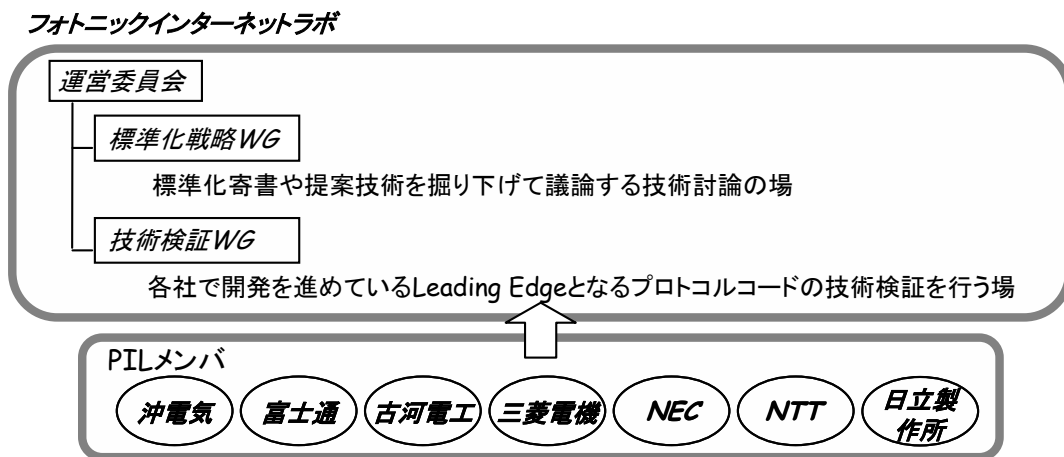 フォトニックインターネットラボ
運営委員会
標準化戦略WG
標準化寄書や提案技術を掘り下げて議論する技術討論の場
技術検証WG
各社で開発を進めているLeading Edgeとなるプロトコルコードの技術検証を行う場
PILメンバ
沖電気
富士通
古河電工
三菱電機
NEC
NTT
日立製
作所